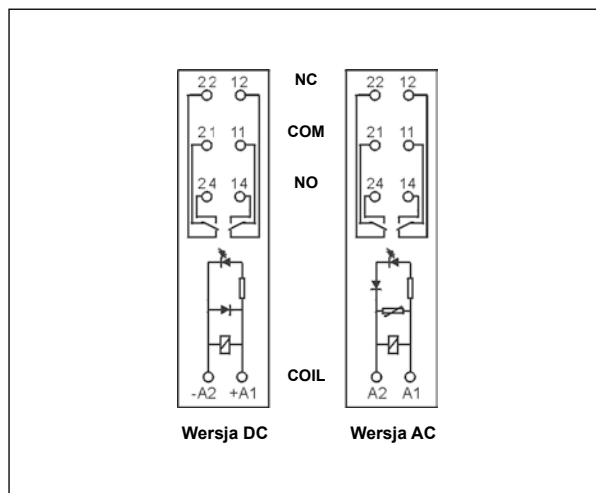 22 12 NC 22 12
21 11 COM 21 11
24 14 NO 24 14
COIL
-A2 +A1 A2 A1
Wersja DC Wersja AC